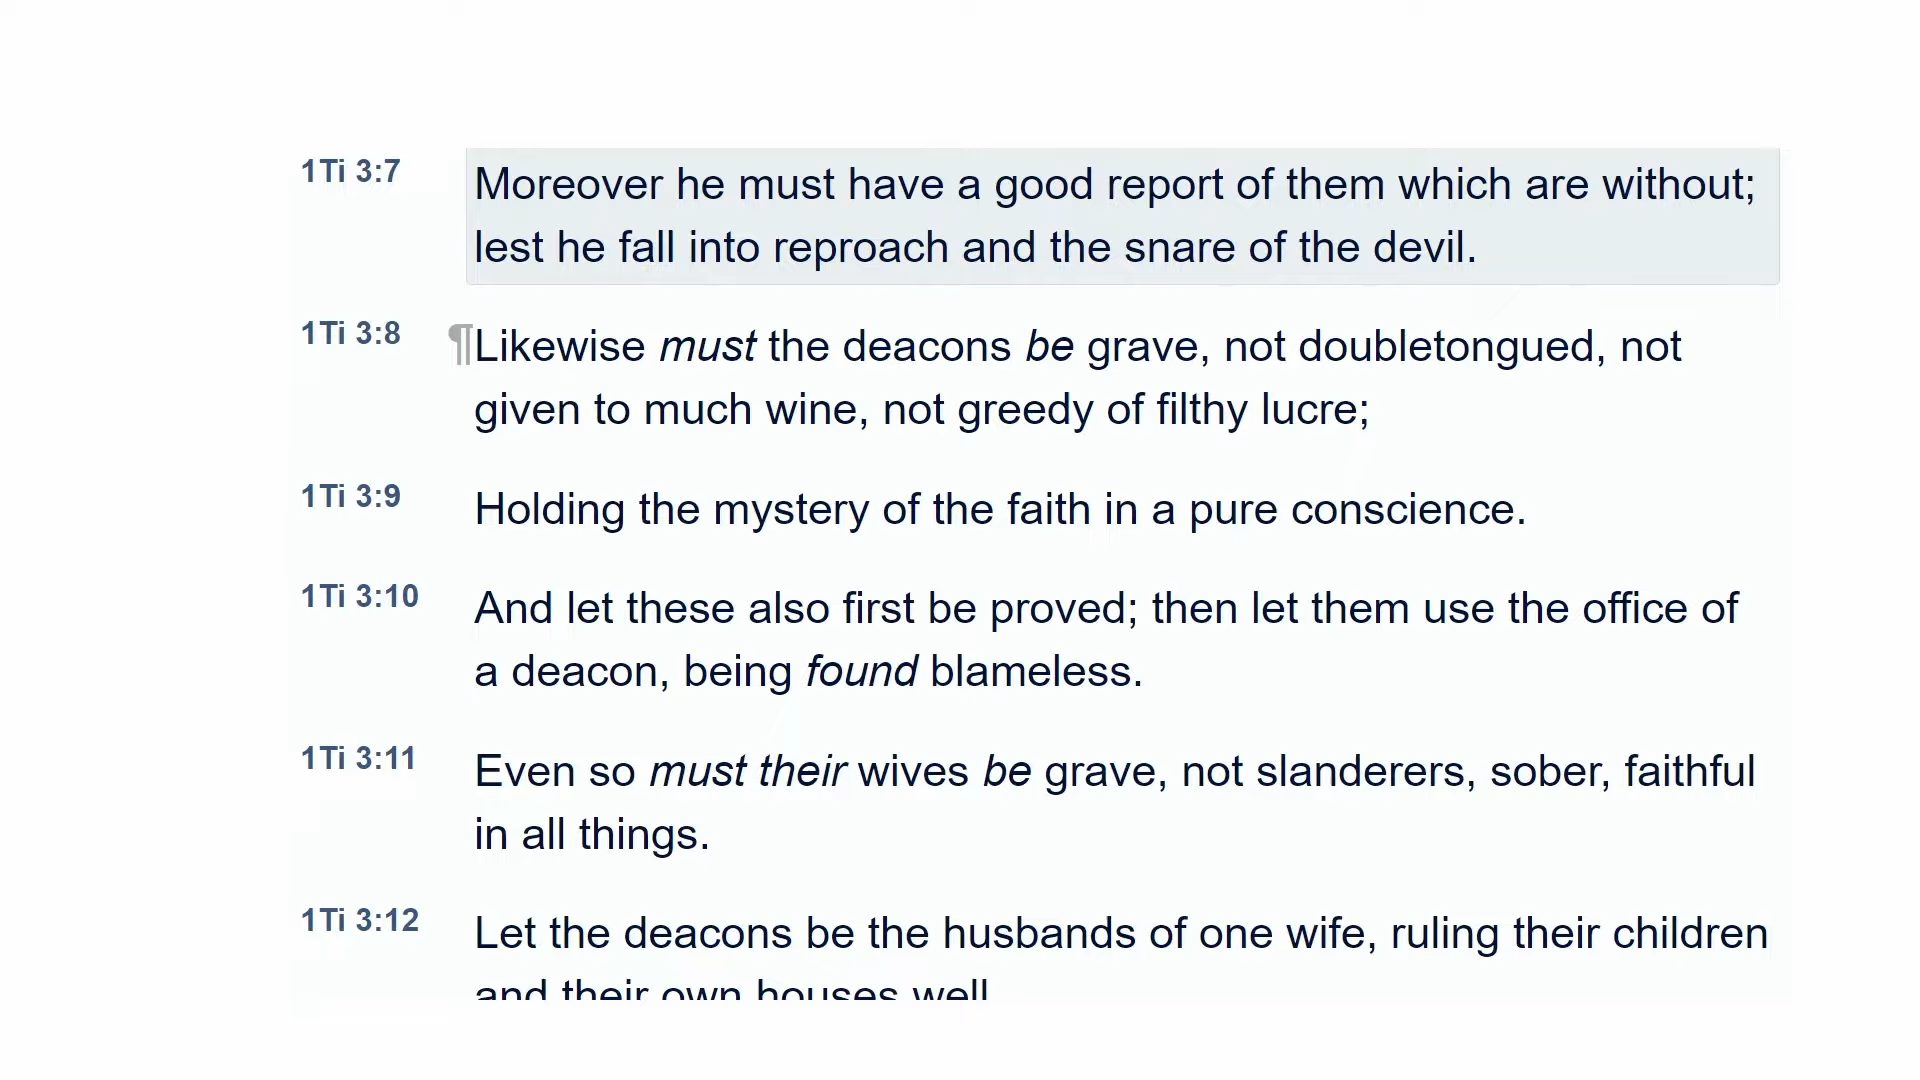 1Ti 3:7 Moreover he must have a good report of them which are without;
lest he fall into reproach and the snare of the devil.
1Ti 3:8 ¶Likewise must the deacons be grave, not doubletongued, not
given to much wine, not greedy of filthy lucre;
1Ti 3:9 Holding the mystery of the faith in a pure conscience.
1Ti 3:10 And let these also first be proved; then let them use the office of
a deacon, being found blameless.
1Ti 3:11 Even so must their wives be grave, not slanderers, sober, faithful
in all things.
1Ti 3:12 Let the deacons be the husbands of one wife, ruling their children
and their own houses well